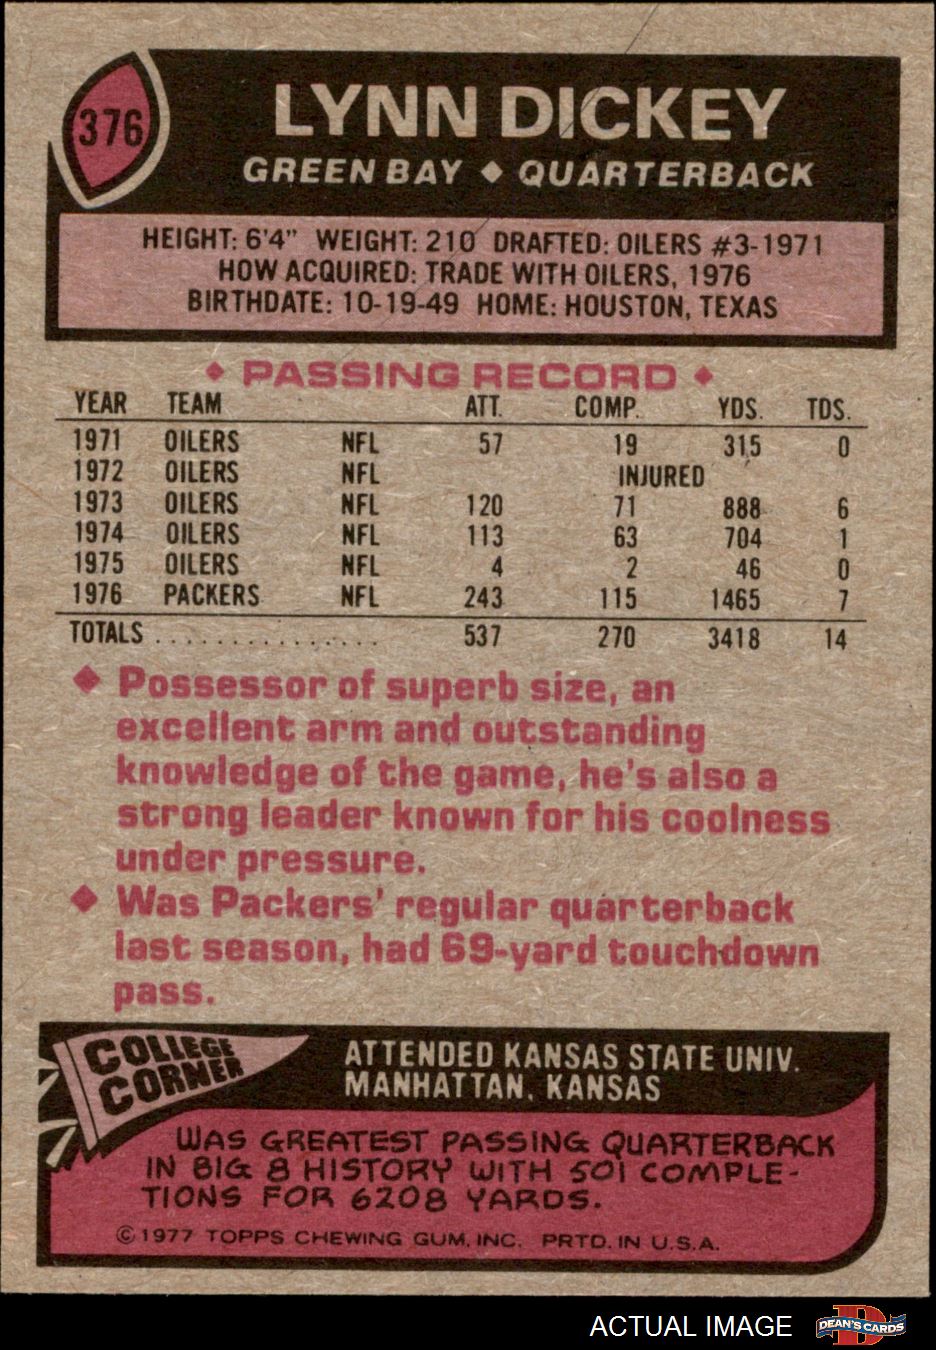 376
LYNN DICKEY
GREEN BAY ◆ QUARTERBACK
HEIGHT: 6'4" WEIGHT: 210 DRAFTED: OILERS #3-1971
HOW ACQUIRED: TRADE WITH OILERS, 1976
BIRTHDATE: 10-19-49 HOME: HOUSTON, TEXAS
◆ PASSING RECORD ◆
YEAR TEAM ATT. COMP. YDS. TDS.
1971 OILERS NFL 57 19 315 0
1972 OILERS NFL INJURED
1973 OILERS NFL 120 71 888 6
1974 OILERS NFL 113 63 704 1
1975 OILERS NFL 4 2 46 0
1976 PACKERS NFL 243 115 1465 7
TOTALS . . . . . . . . . . . . . . . 537 270 3418 14
◆ Possessor of superb size, an
excellent arm and outstanding
knowledge of the game, he's also a
strong leader known for his coolness
under pressure.
◆ Was Packers' regular quarterback
last season, had 69-yard touchdown
pass.
COLLEGE
CORNER
ATTENDED KANSAS STATE UNIV.
MANHATTAN, KANSAS
WAS GREATEST PASSING QUARTERBACK
IN BIG 8 HISTORY WITH 501 COMPLE-
TIONS FOR 6208 YARDS.
©1977 TOPPS CHEWING GUM, INC. PRTD. IN U.S.A.
ACTUAL IMAGE
D
DEAN'S CARDS